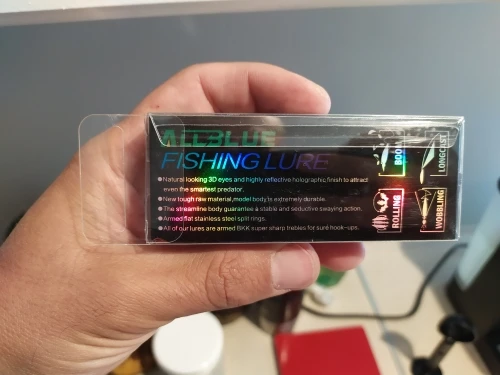 ALLBLUE
FISHING LURE
Natural looking 3D eyes and highly reflective holographic finish to attract
even the smartest predator.
New tough raw material, model body is extremely durable.
The streamline body guarantee a stable and seductive swaying action.
Armed flat stainless steel split rings.
All of our lures are armed BKK super sharp trebles for sure hook-ups.
LONGCAST
ROLLING
WOBBLING